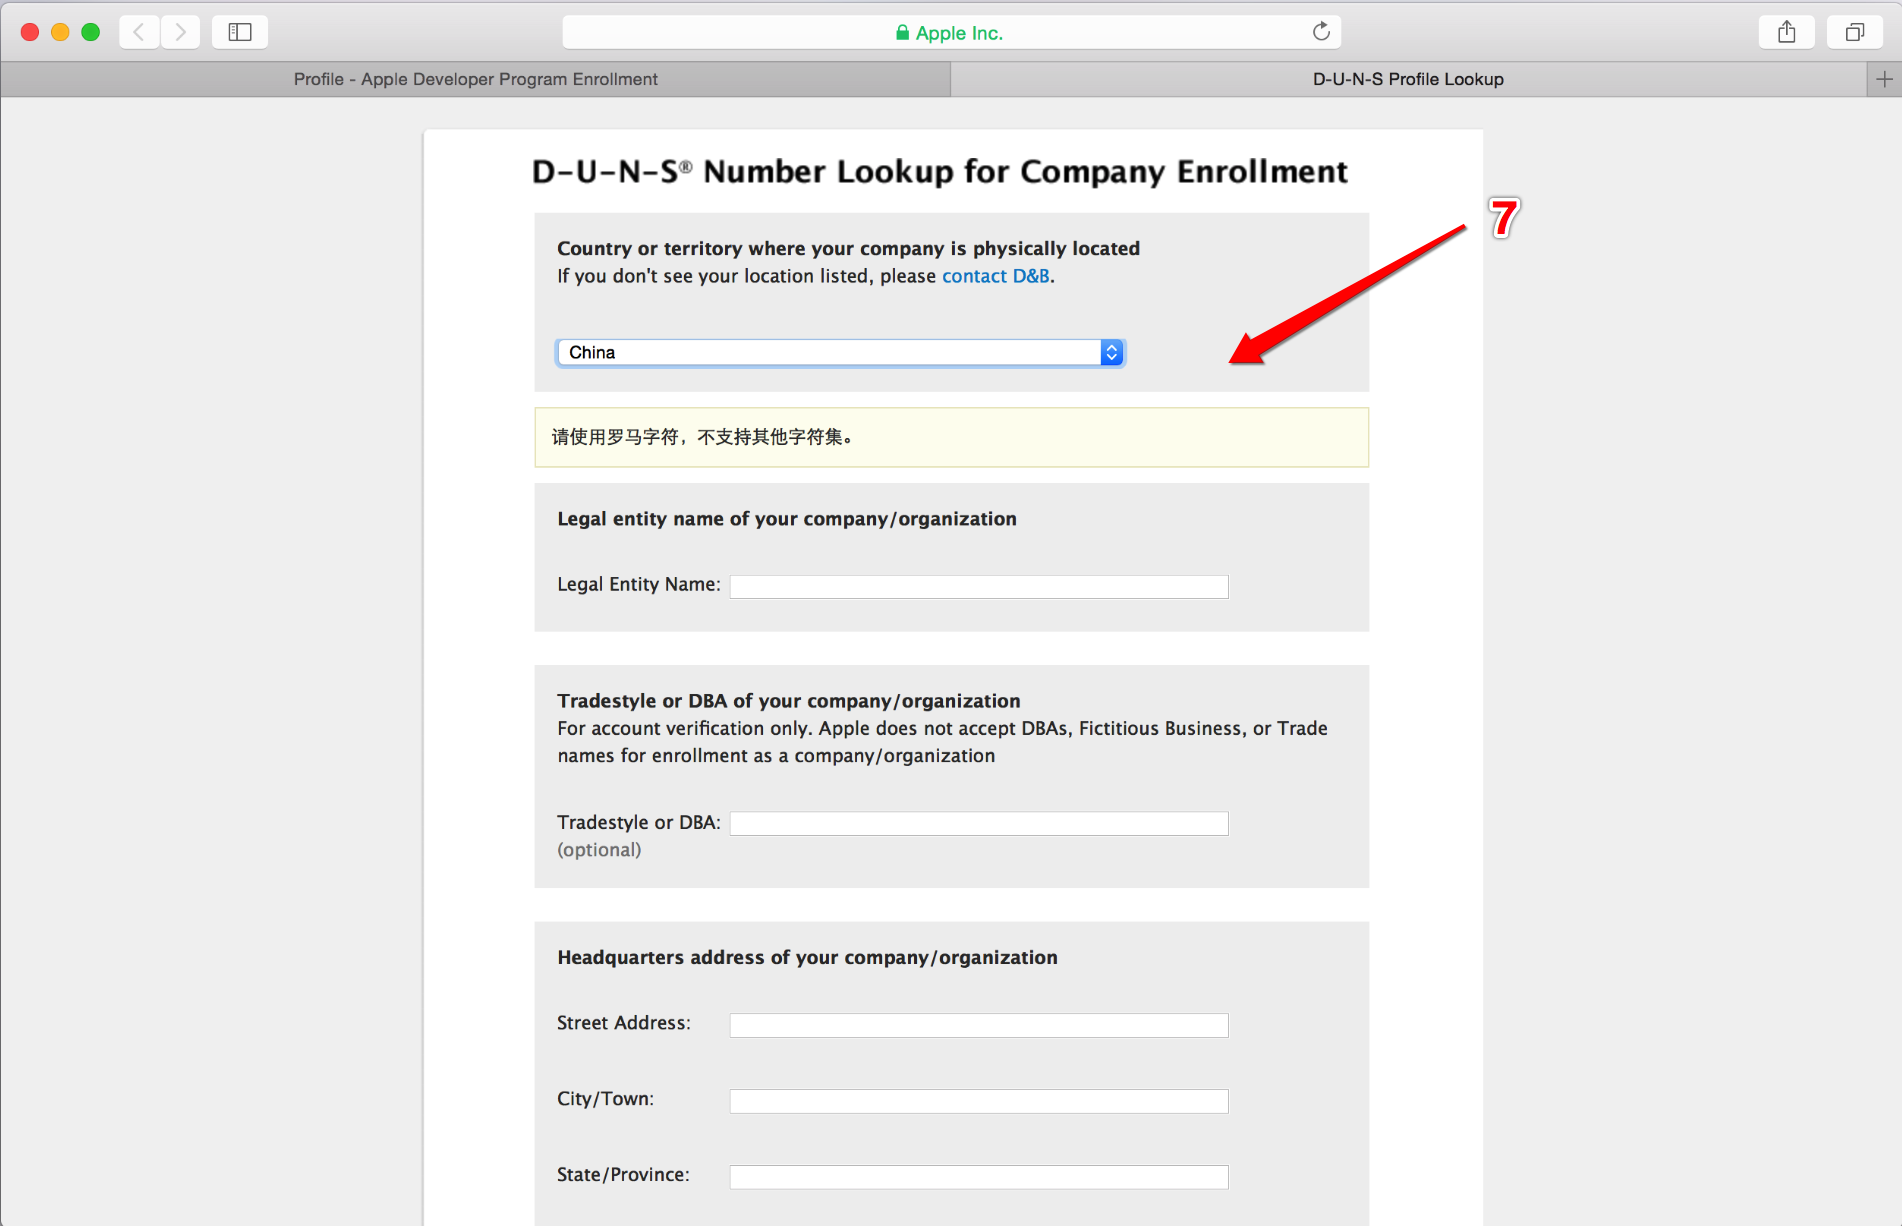 Apple Inc.
Profile - Apple Developer Program Enrollment
D-U-N-S Profile Lookup
D-U-N-S® Number Lookup for Company Enrollment
7
Country or territory where your company is physically located
If you don't see your location listed, please contact D&B.
China
请使用罗马字符，不支持其他字符集。
Legal entity name of your company/organization
Legal Entity Name:
Tradestyle or DBA of your company/organization
For account verification only. Apple does not accept DBAs, Fictitious Business, or Trade
names for enrollment as a company/organization
Tradestyle or DBA:
(optional)
Headquarters address of your company/organization
Street Address:
City/Town:
State/Province: